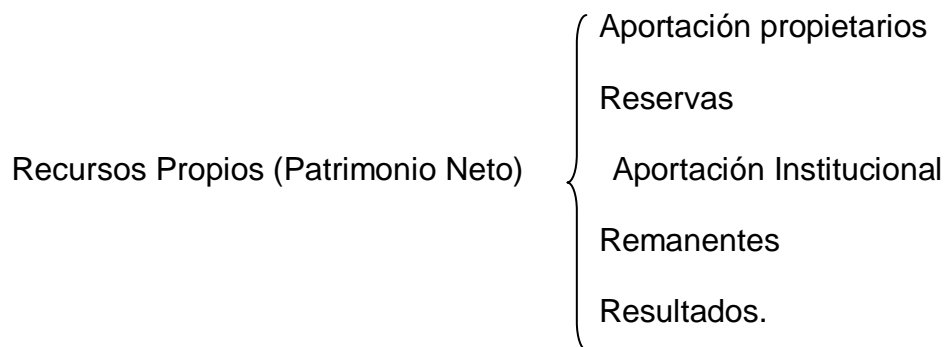 Aportación propietarios
Reservas
Recursos Propios (Patrimonio Neto) Aportación Institucional
Remanentes
Resultados.